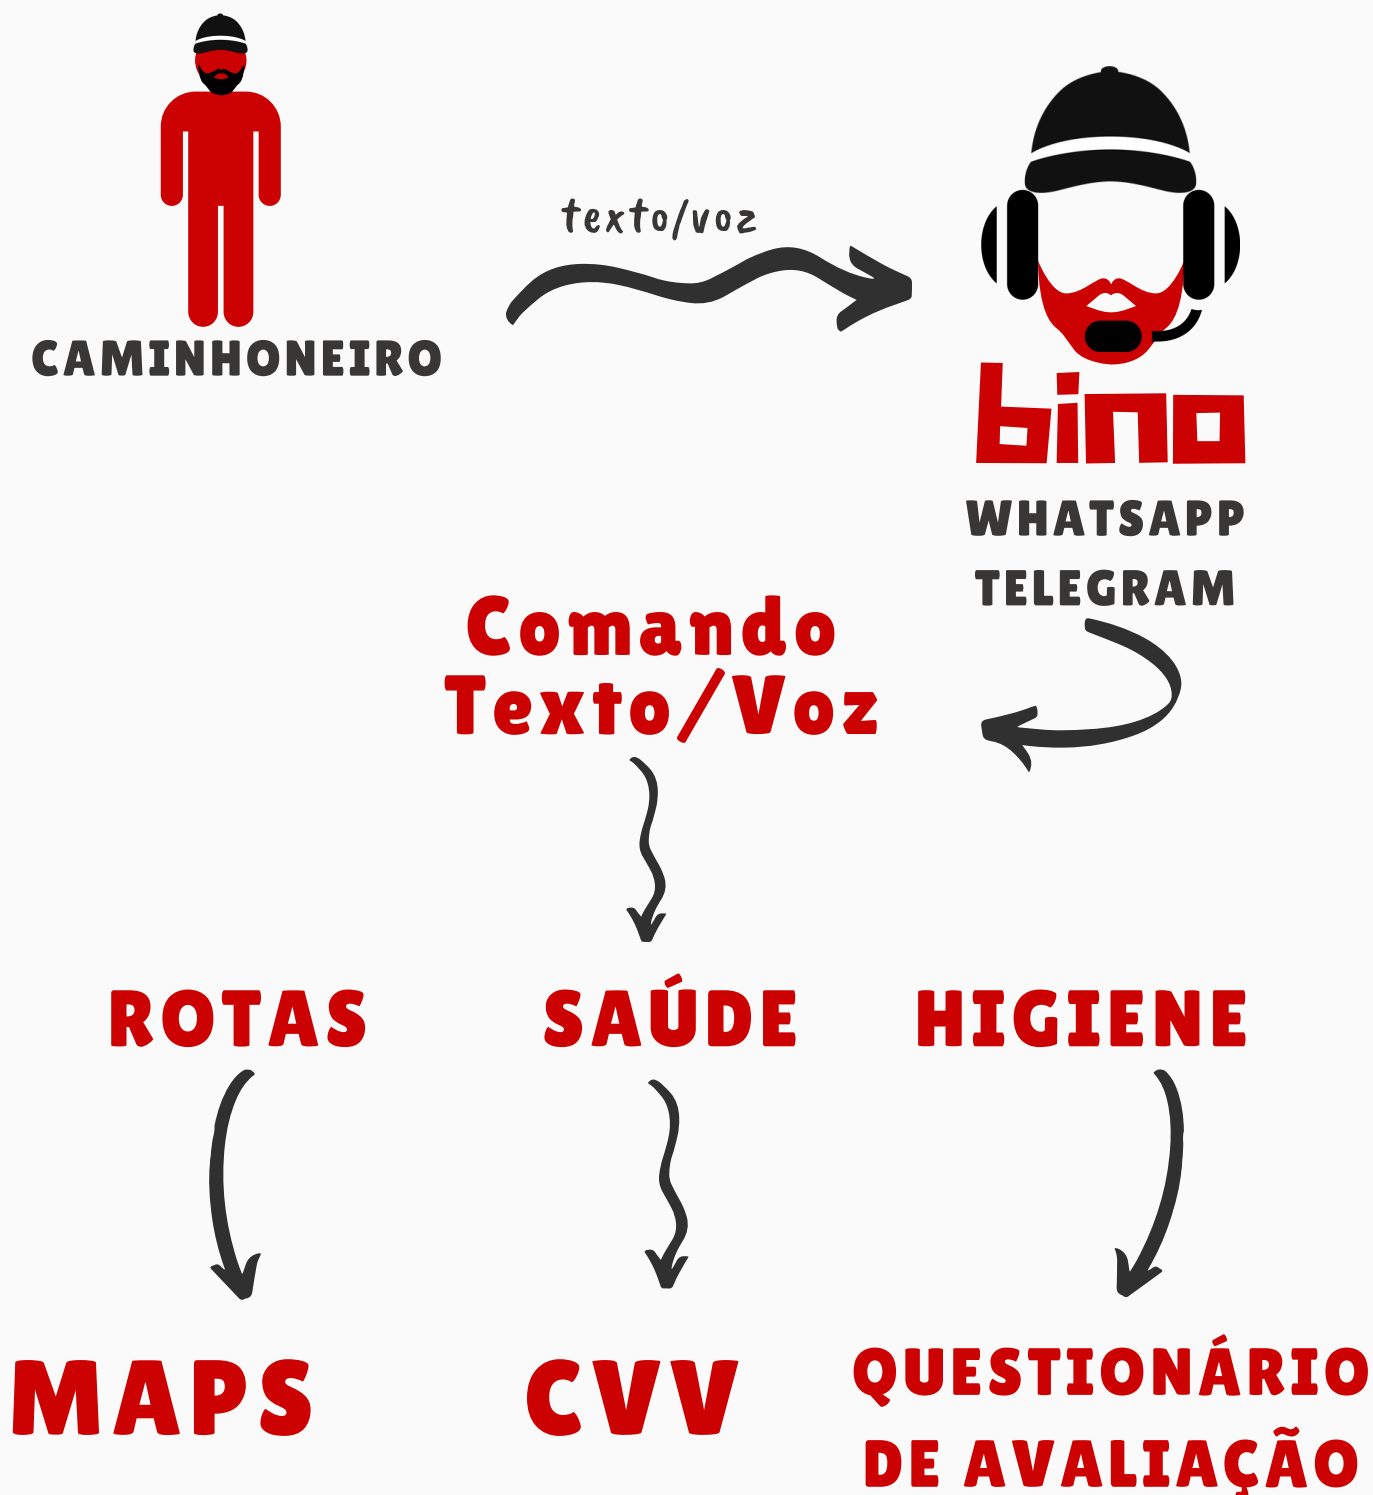 texto/voz
CAMINHONEIRO
bino
WHATSAPP
TELEGRAM
Comando
Texto/Voz
ROTAS
SAÚDE
HIGIENE
MAPS
CVV
QUESTIONÁRIO
DE AVALIAÇÃO